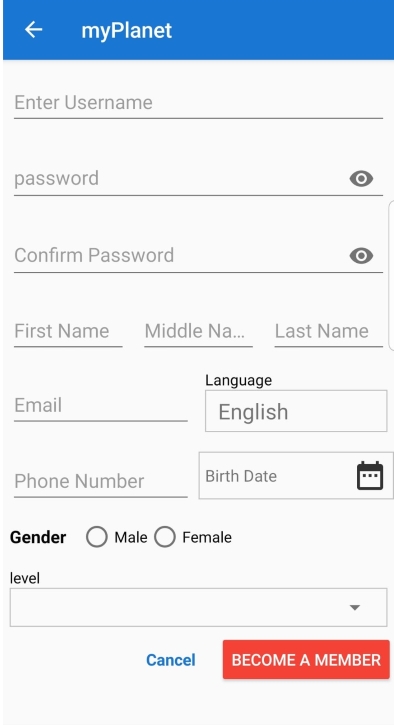 myPlanet
Enter Username
password
Confirm Password
First Name Middle Na... Last Name
Language
Email English
Phone Number Birth Date
Gender Male Female
level
Cancel BECOME A MEMBER